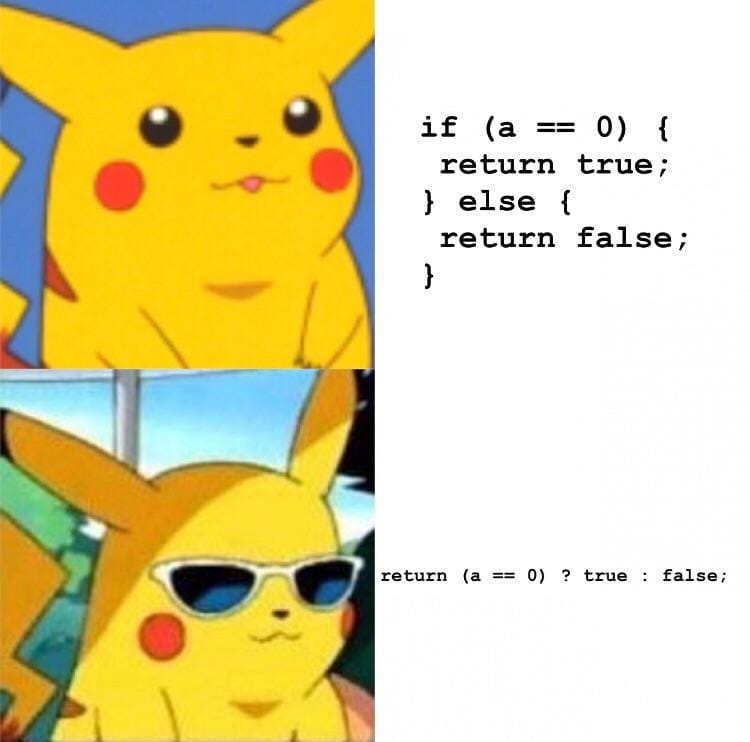 if (a == 0) {
 return true;
} else {
 return false;
}
return (a == 0) ? true : false;